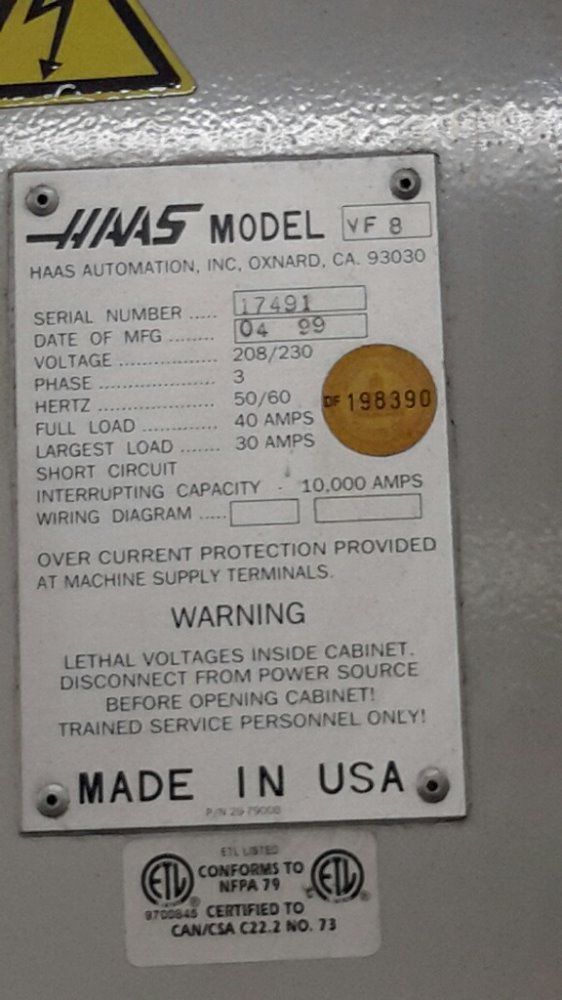 HAAS MODEL VF 8
HAAS AUTOMATION, INC, OXNARD, CA. 93030
SERIAL NUMBER ..... 17491
DATE OF MFG ........ 04 99
VOLTAGE ................. 208/230
PHASE ...................... 3
HERTZ ...................... 50/60
DF 198390
FULL LOAD .............. 40 AMPS
LARGEST LOAD ....... 30 AMPS
SHORT CIRCUIT
INTERRUPTING CAPACITY - 10,000 AMPS
WIRING DIAGRAM .....
OVER CURRENT PROTECTION PROVIDED
AT MACHINE SUPPLY TERMINALS.
WARNING
LETHAL VOLTAGES INSIDE CABINET.
DISCONNECT FROM POWER SOURCE
BEFORE OPENING CABINET!
TRAINED SERVICE PERSONNEL ONLY!
MADE IN USA
P/N
ETL LISTED
ETL CONFORMS TO ETL
NFPA 79
9700845 CERTIFIED TO
CAN/CSA C22.2 NO. 73